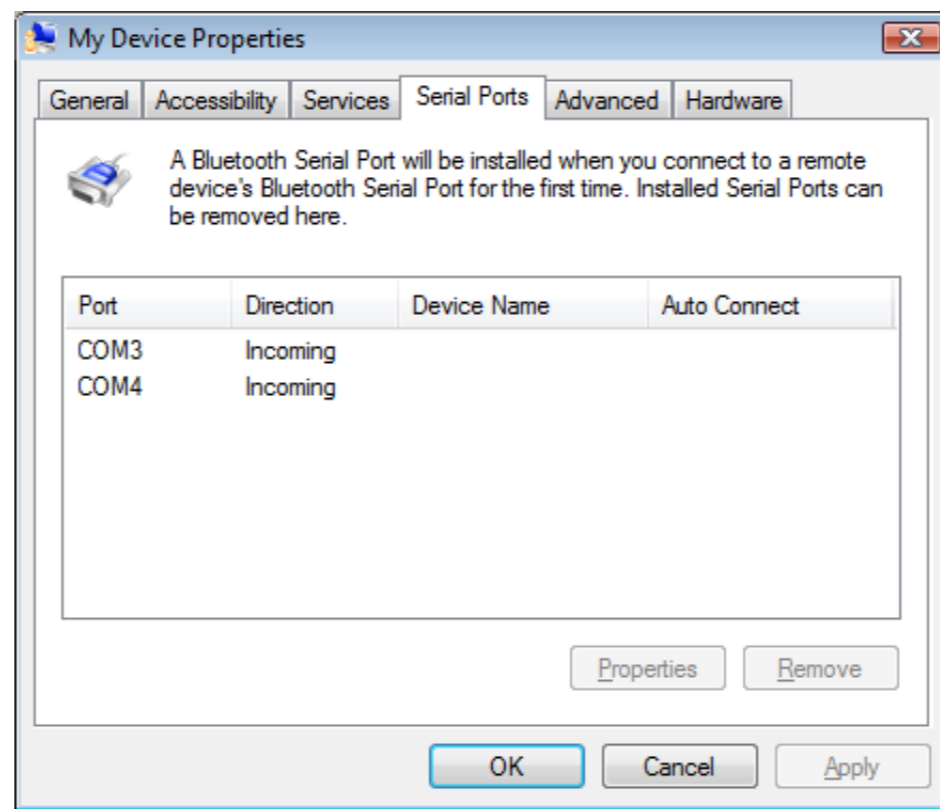 My Device Properties
General Accessibility Services Serial Ports Advanced Hardware
A Bluetooth Serial Port will be installed when you connect to a remote
device's Bluetooth Serial Port for the first time. Installed Serial Ports can
be removed here.
Port Direction Device Name Auto Connect
COM3 Incoming
COM4 Incoming
Properties Remove
OK Cancel Apply